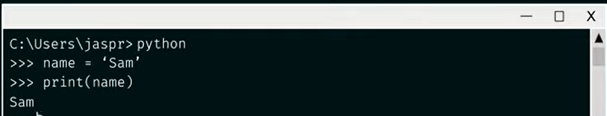 C:\Users\jaspr>python
>>> name = ‘Sam’
>>> print(name)
Sam